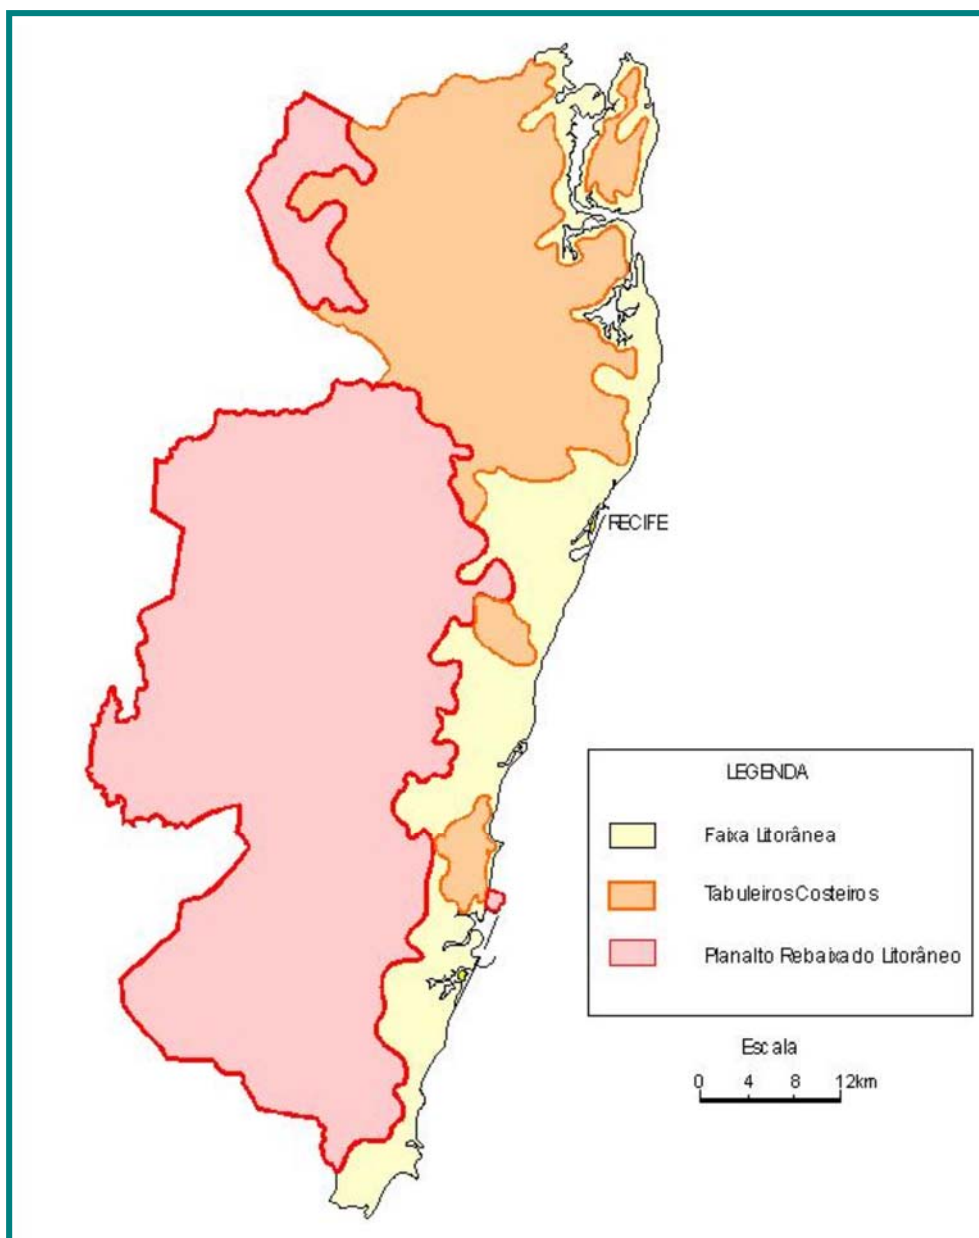 RECIFE
LEGENDA
Faixa Litorânea
Tabuleiros Costeiros
Planalto Rebaixado Litorâneo
Escala
0 4 8 12km